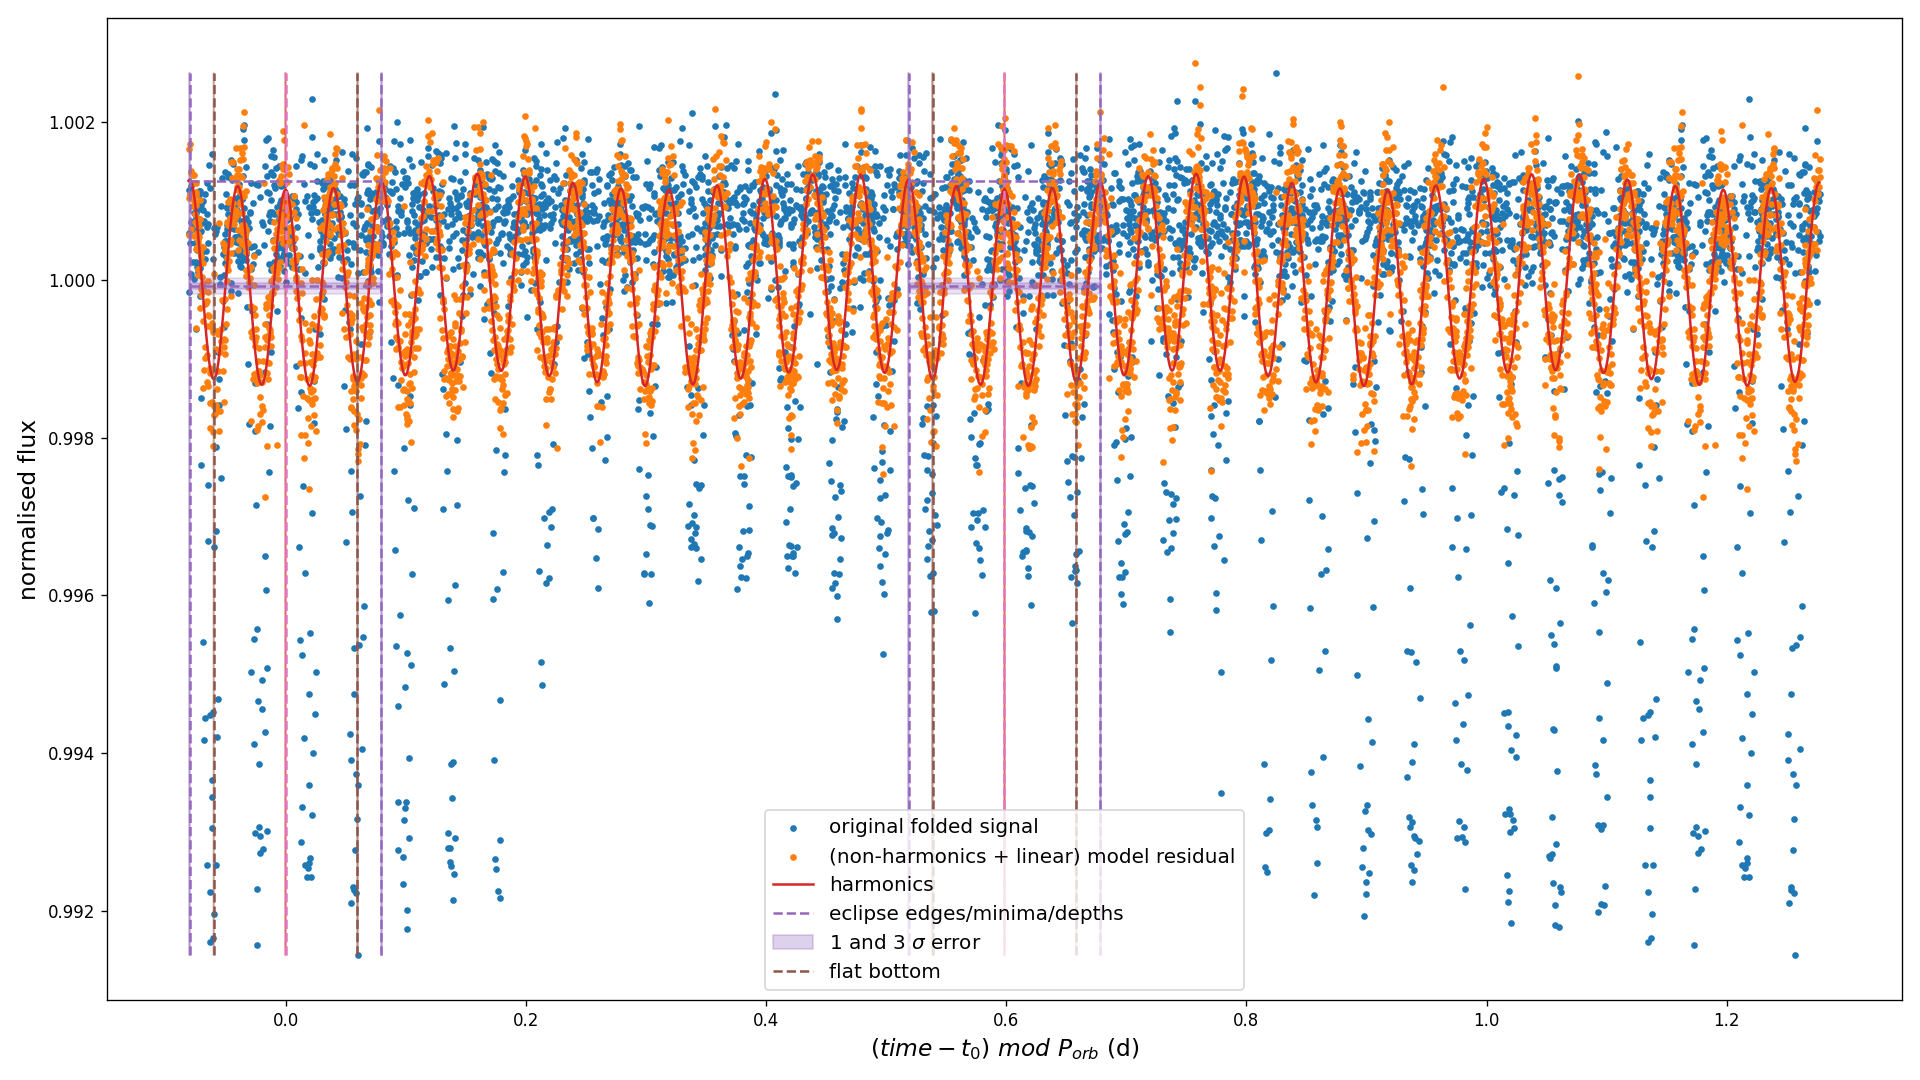 normalised flux
1.002
1.000
0.998
0.996
0.994
0.992
original folded signal
(non-harmonics + linear) model residual
harmonics
eclipse edges/minima/depths
1 and 3 σ error
flat bottom
0.0 0.2 0.4 0.6 0.8 1.0 1.2
(time − t₀) mod P_orb (d)